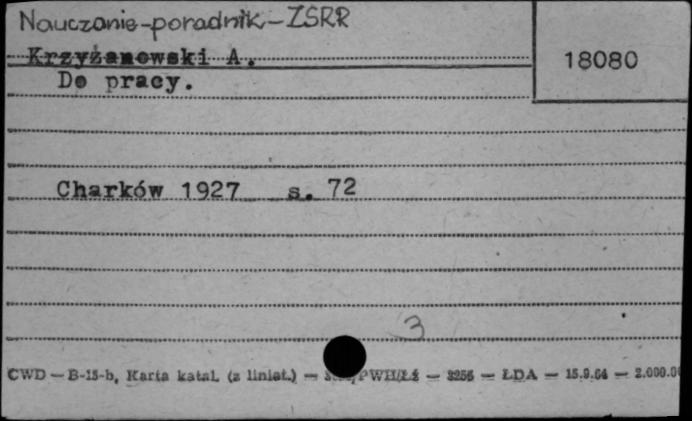 Nauczanie-poradnik-ZSRR
Krzyżanowski A.
18080
Do pracy.
Charków 1927 s. 72
3
CWD — B-15-b, Karta katal. (z liniat.) — PWH/Łź — 3256 — ŁDA — 15.9.64 — 2.000.0